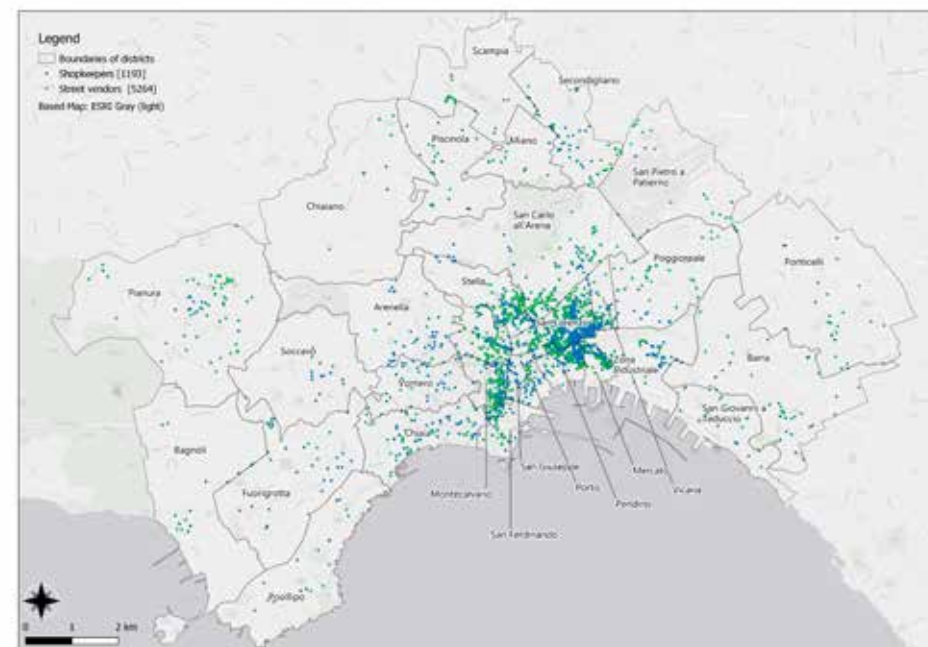 Legend
Boundaries of districts
Shopkeepers [1193]
Street vendors [5264]
Based Map: ESRI Gray (light)
Scampia
Secondigliano
Piscinola
Miano
San Pietro a
Patierno
Chiaiano
San Carlo
all'Arena
Poggioreale
Ponticelli
Stella
Pianura
Arenella
Zona
Industriale
Barra
Soccavo
Vomero
San Giovanni a
Teduccio
Chiaia
Bagnoli
San Giuseppe
Mercato
Montecalvario
Porto
Vicaria
Fuorigrotta
Pendino
San Ferdinando
Posillipo
0 1 2 km